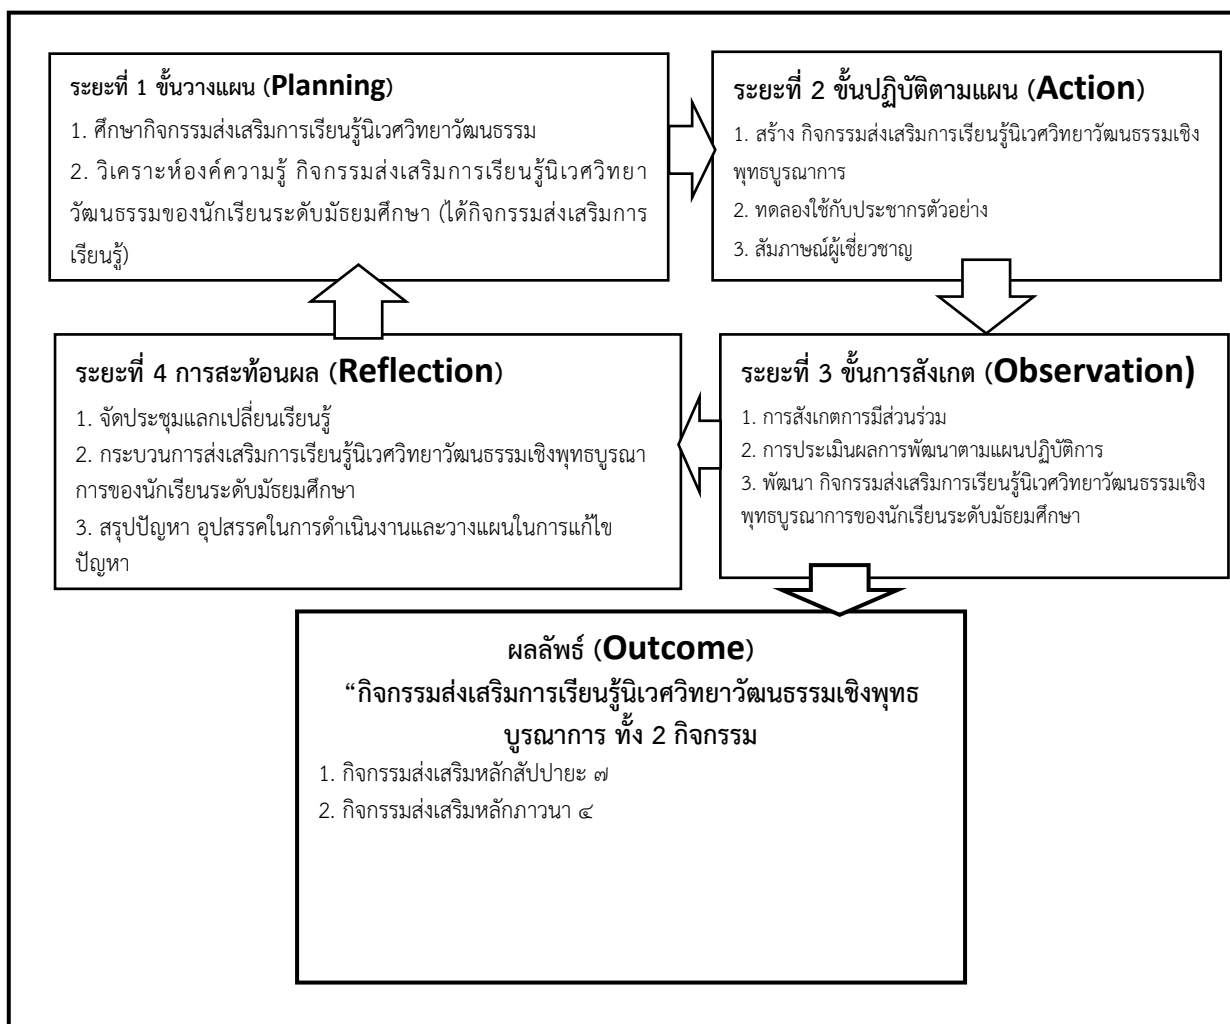 ระยะที่ 1 ขั้นวางแผน (Planning)
1. ศึกษากิจกรรมส่งเสริมการเรียนรู้นิเวศวิทยาวัฒนธรรม
2. วิเคราะห์องค์ความรู้ กิจกรรมส่งเสริมการเรียนรู้นิเวศวิทยา
วัฒนธรรมของนักเรียนระดับมัธยมศึกษา (ได้กิจกรรมส่งเสริมการ
เรียนรู้)
ระยะที่ 2 ขั้นปฏิบัติตามแผน (Action)
1. สร้าง กิจกรรมส่งเสริมการเรียนรู้นิเวศวิทยาวัฒนธรรมเชิง
พุทธบูรณาการ
2. ทดลองใช้กับประชากรตัวอย่าง
3. สัมภาษณ์ผู้เชี่ยวชาญ
ระยะที่ 3 ขั้นการสังเกต (Observation)
1. การสังเกตการมีส่วนร่วม
2. การประเมินผลการพัฒนาตามแผนปฏิบัติการ
3. พัฒนา กิจกรรมส่งเสริมการเรียนรู้นิเวศวิทยาวัฒนธรรมเชิง
พุทธบูรณาการของนักเรียนระดับมัธยมศึกษา
ระยะที่ 4 การสะท้อนผล (Reflection)
1. จัดประชุมแลกเปลี่ยนเรียนรู้
2. กระบวนการส่งเสริมการเรียนรู้นิเวศวิทยาวัฒนธรรมเชิงพุทธบูรณา
การของนักเรียนระดับมัธยมศึกษา
3. สรุปปัญหา อุปสรรคในการดำเนินงานและวางแผนในการแก้ไข
ปัญหา
ผลลัพธ์ (Outcome)
“กิจกรรมส่งเสริมการเรียนรู้นิเวศวิทยาวัฒนธรรมเชิงพุทธ
บูรณาการ ทั้ง 2 กิจกรรม
1. กิจกรรมส่งเสริมหลักสัปปายะ ๗
2. กิจกรรมส่งเสริมหลักภาวนา ๔